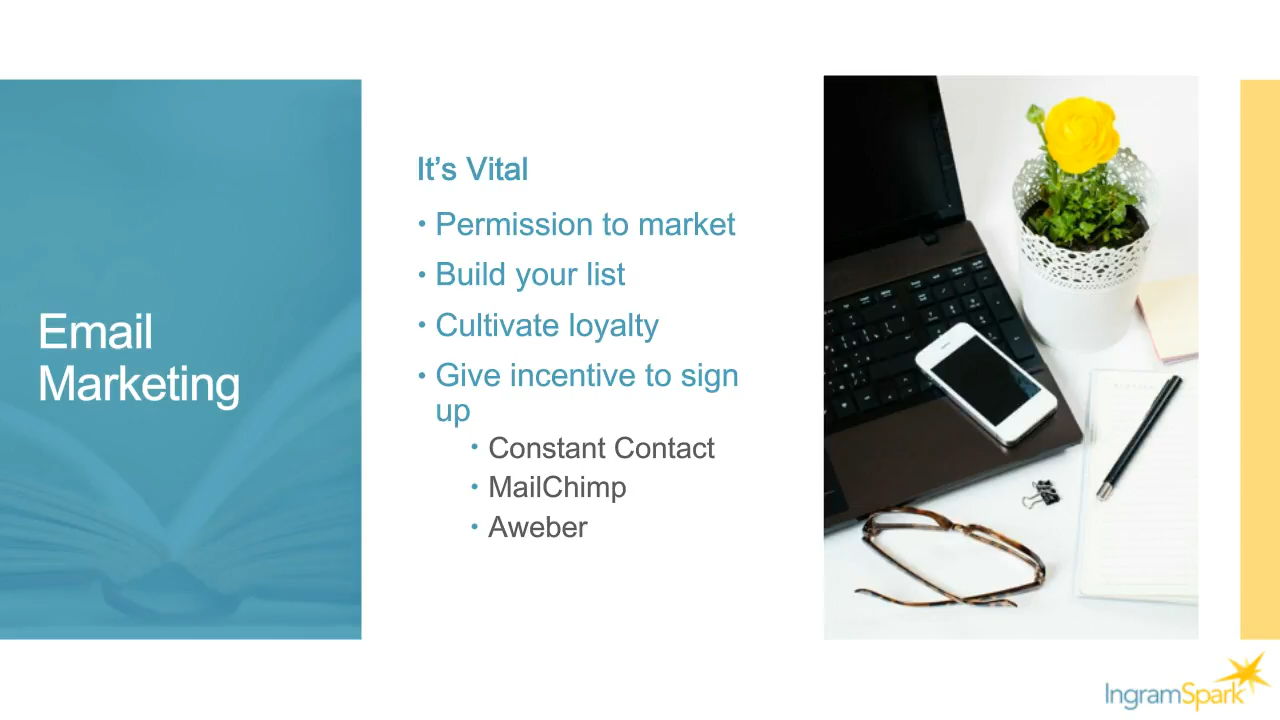 Email
Marketing
It’s Vital
• Permission to market
• Build your list
• Cultivate loyalty
• Give incentive to sign
up
• Constant Contact
• MailChimp
• Aweber
IngramSpark